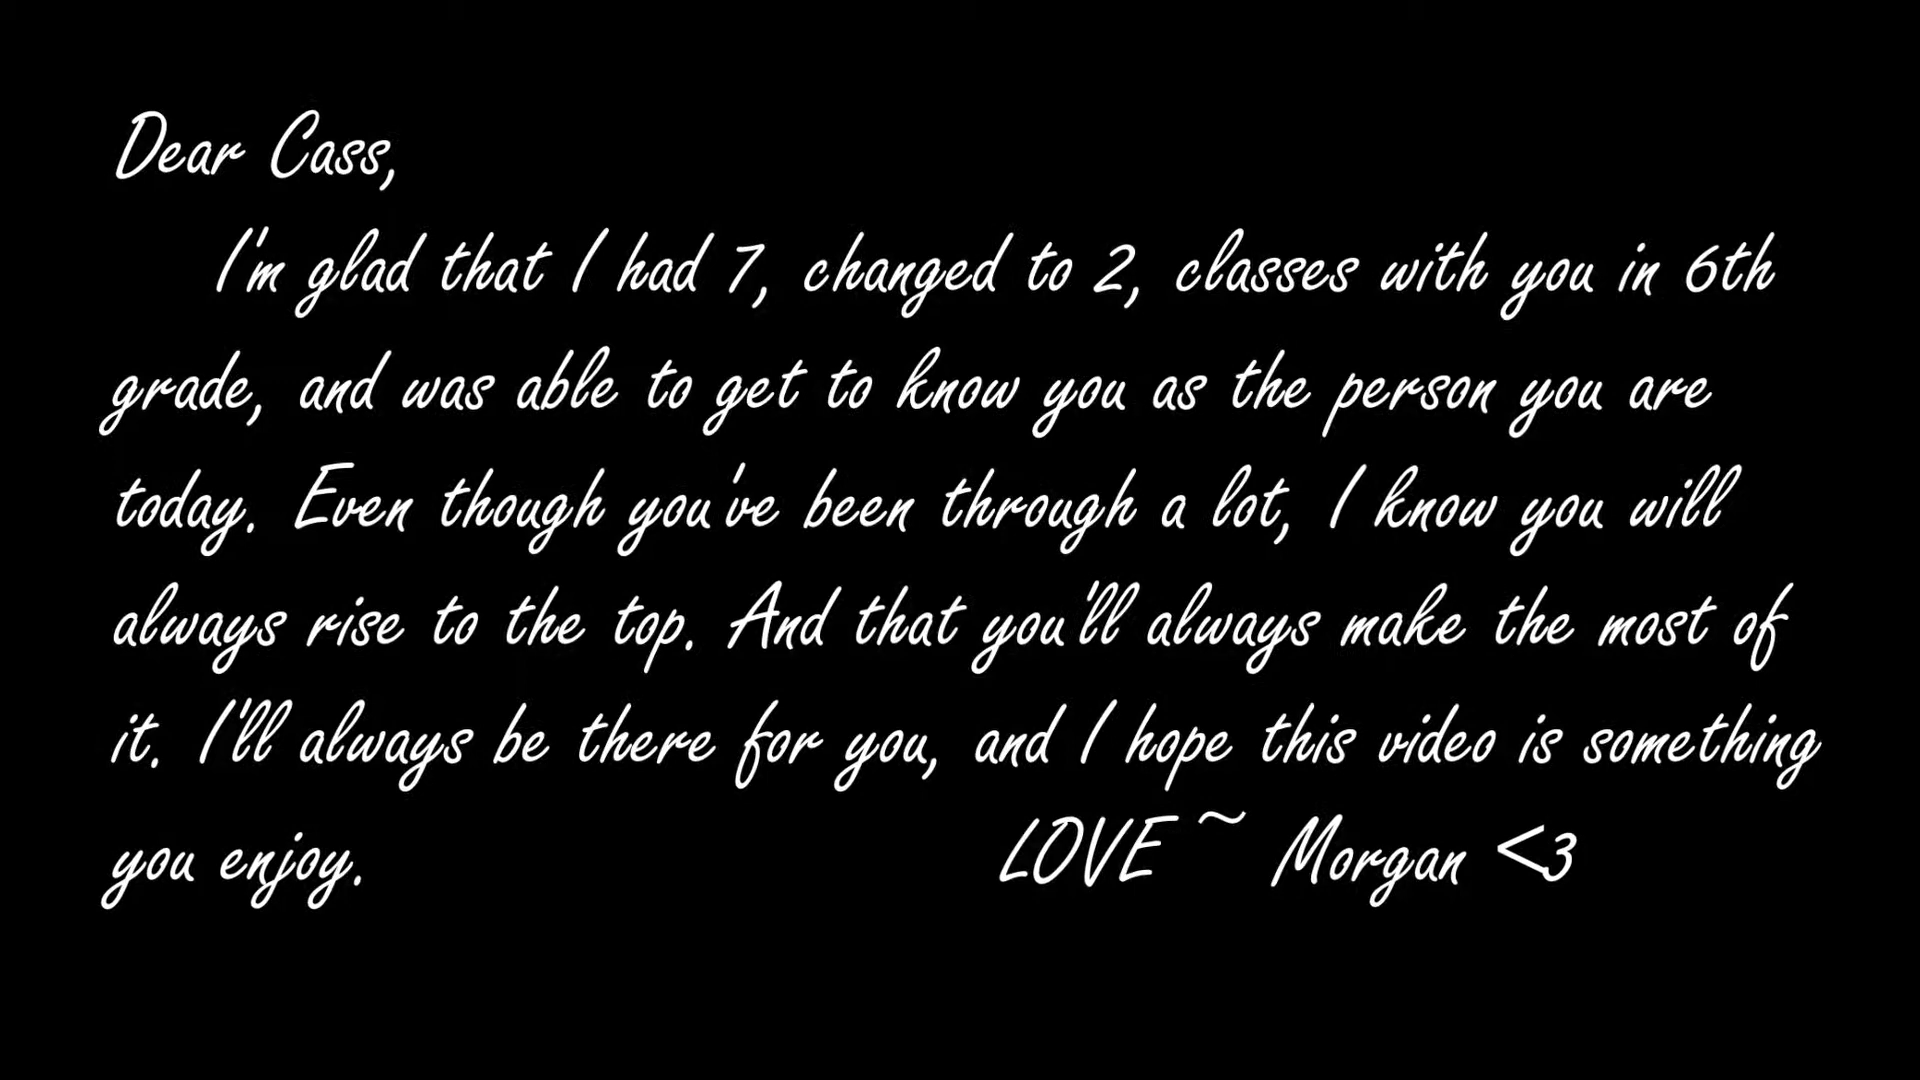 Dear Cass,
I'm glad that I had 7, changed to 2, classes with you in 6th
grade, and was able to get to know you as the person you are
today. Even though you've been through a lot, I know you will
always rise to the top. And that you'll always make the most of
it. I'll always be there for you, and I hope this video is something
you enjoy. LOVE ~ Morgan <3